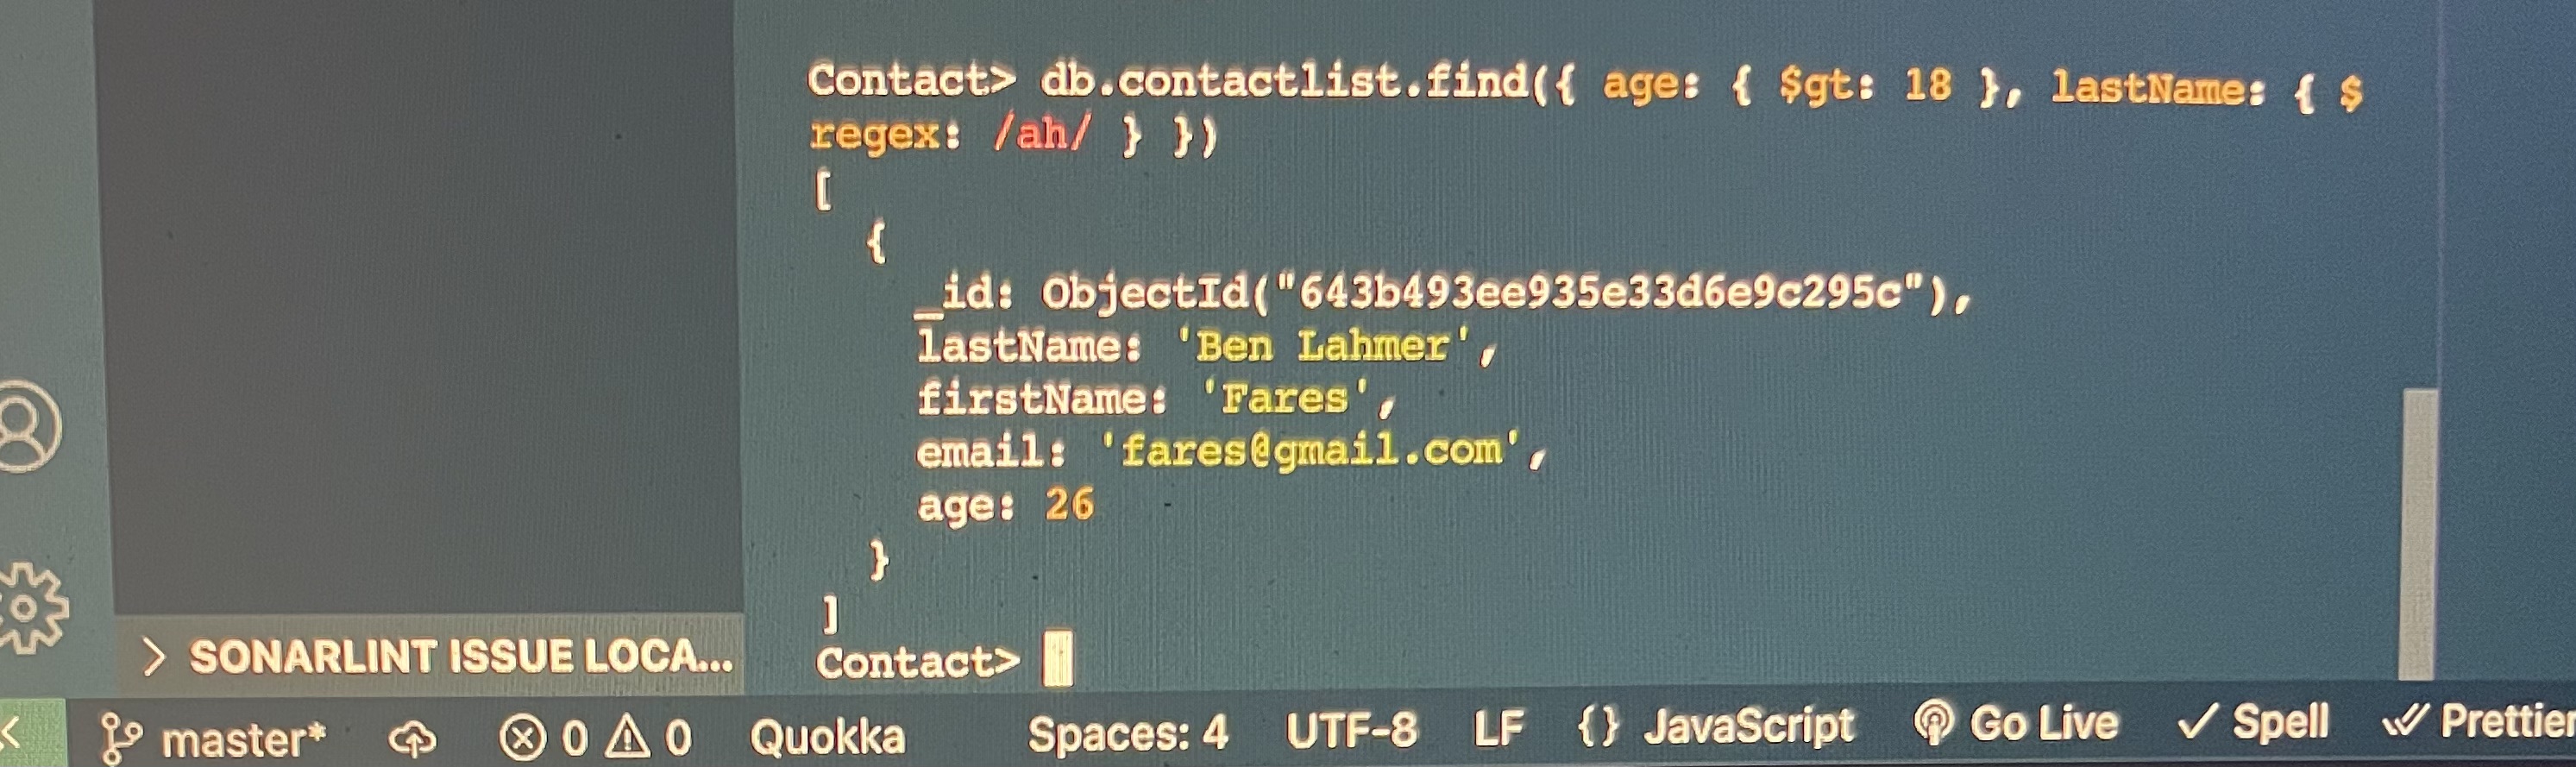 Contact> db.contactlist.find({ age: { $gt: 18 }, lastName: { $
regex: /ah/ } })
[
  {
    _id: ObjectId("643b493ee935e33d6e9c295c"),
    lastName: 'Ben Lahmer',
    firstName: 'Fares',
    email: 'fares@gmail.com',
    age: 26
  }
]
Contact>
SONARLINT ISSUE LOCA...
master* 0 0 Quokka Spaces: 4 UTF-8 LF {} JavaScript Go Live Spell Prettier